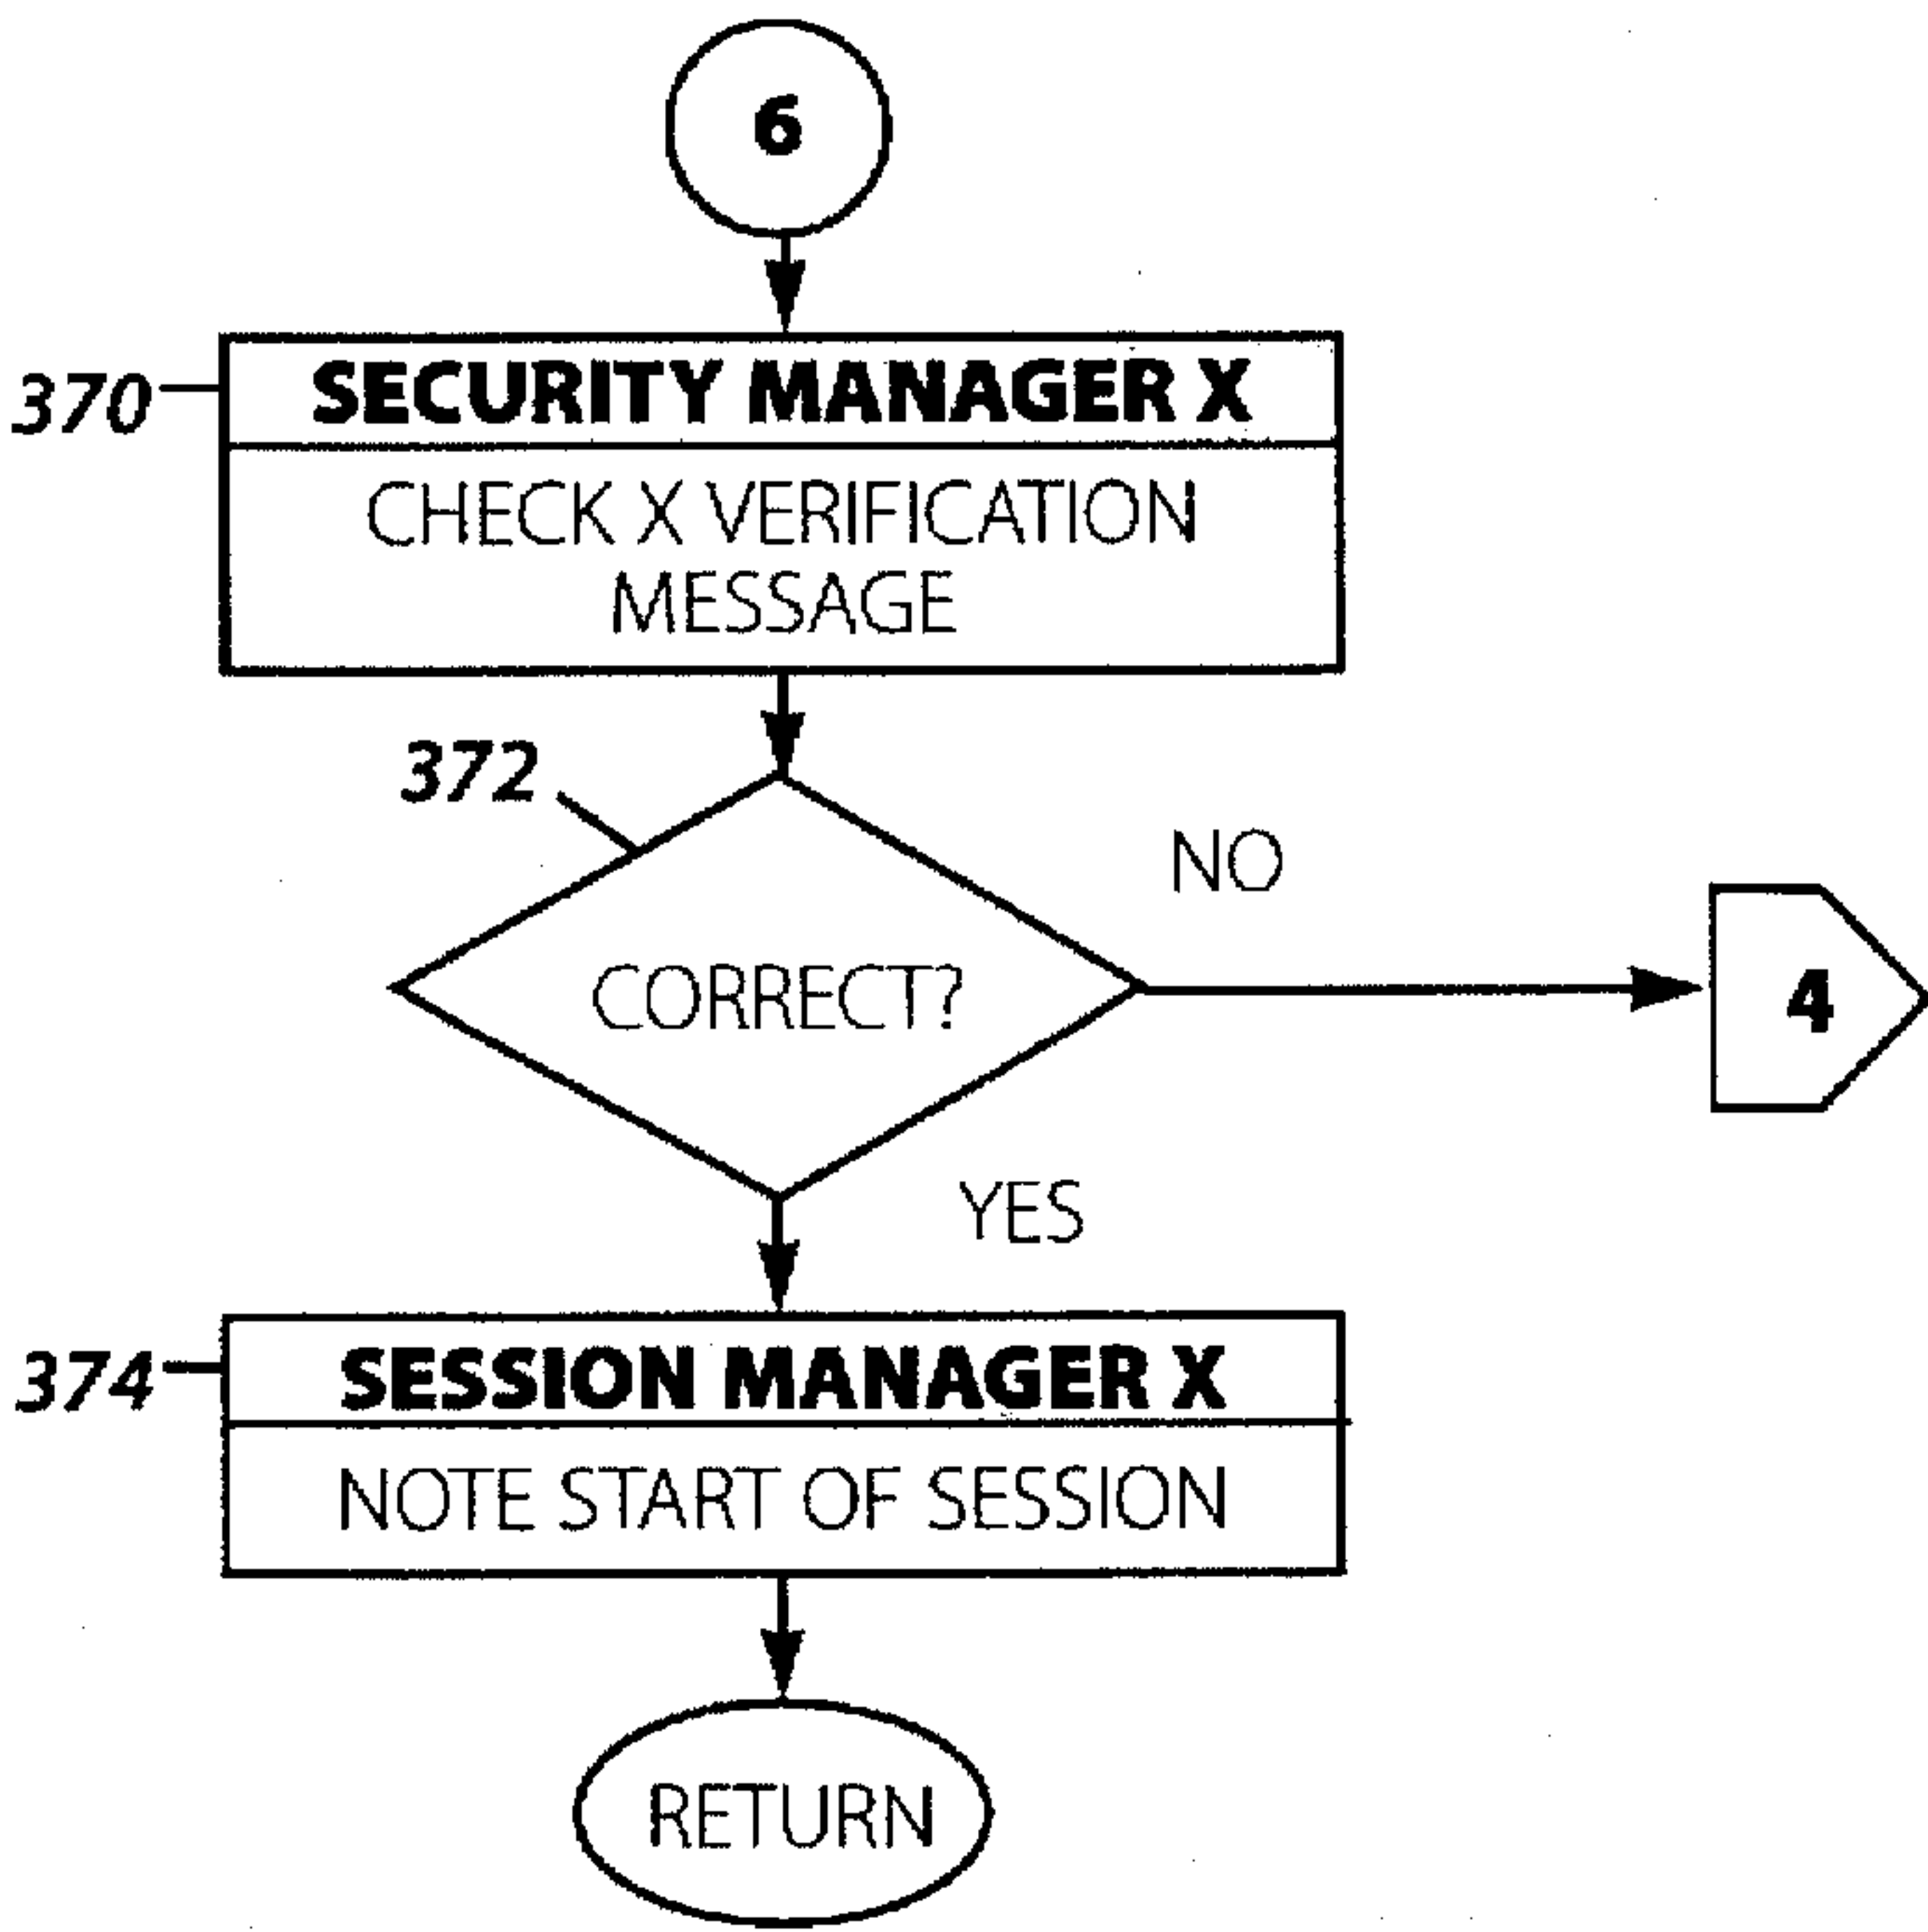 6
370
SECURITY MANAGER X
CHECK X VERIFICATION
MESSAGE
372
NO
CORRECT?
4
YES
374
SESSION MANAGER X
NOTE START OF SESSION
RETURN